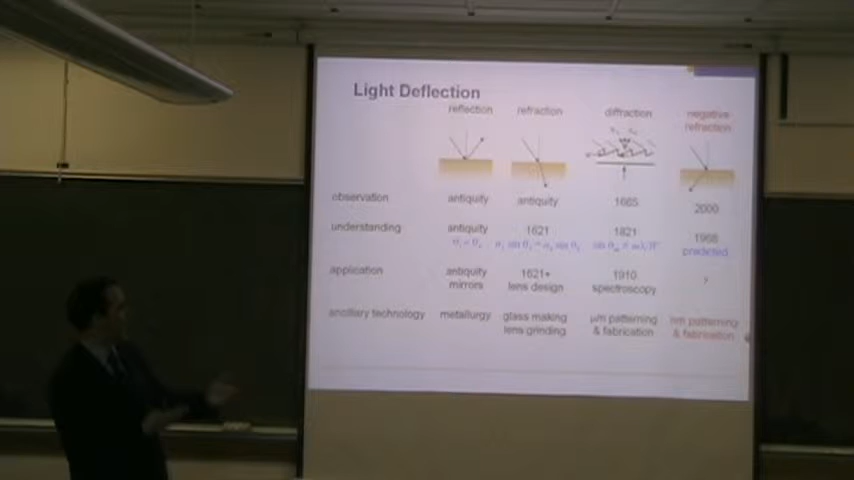 Light Deflection
reflection refraction diffraction negative
refraction
observation antiquity antiquity 1665 2000
understanding antiquity 1621 1821 1968
predicted
application antiquity 1621+ 1910 ?
mirrors lens design spectroscopy
ancillary technology metallurgy glass making µm patterning nm patterning
lens grinding & fabrication & fabrication